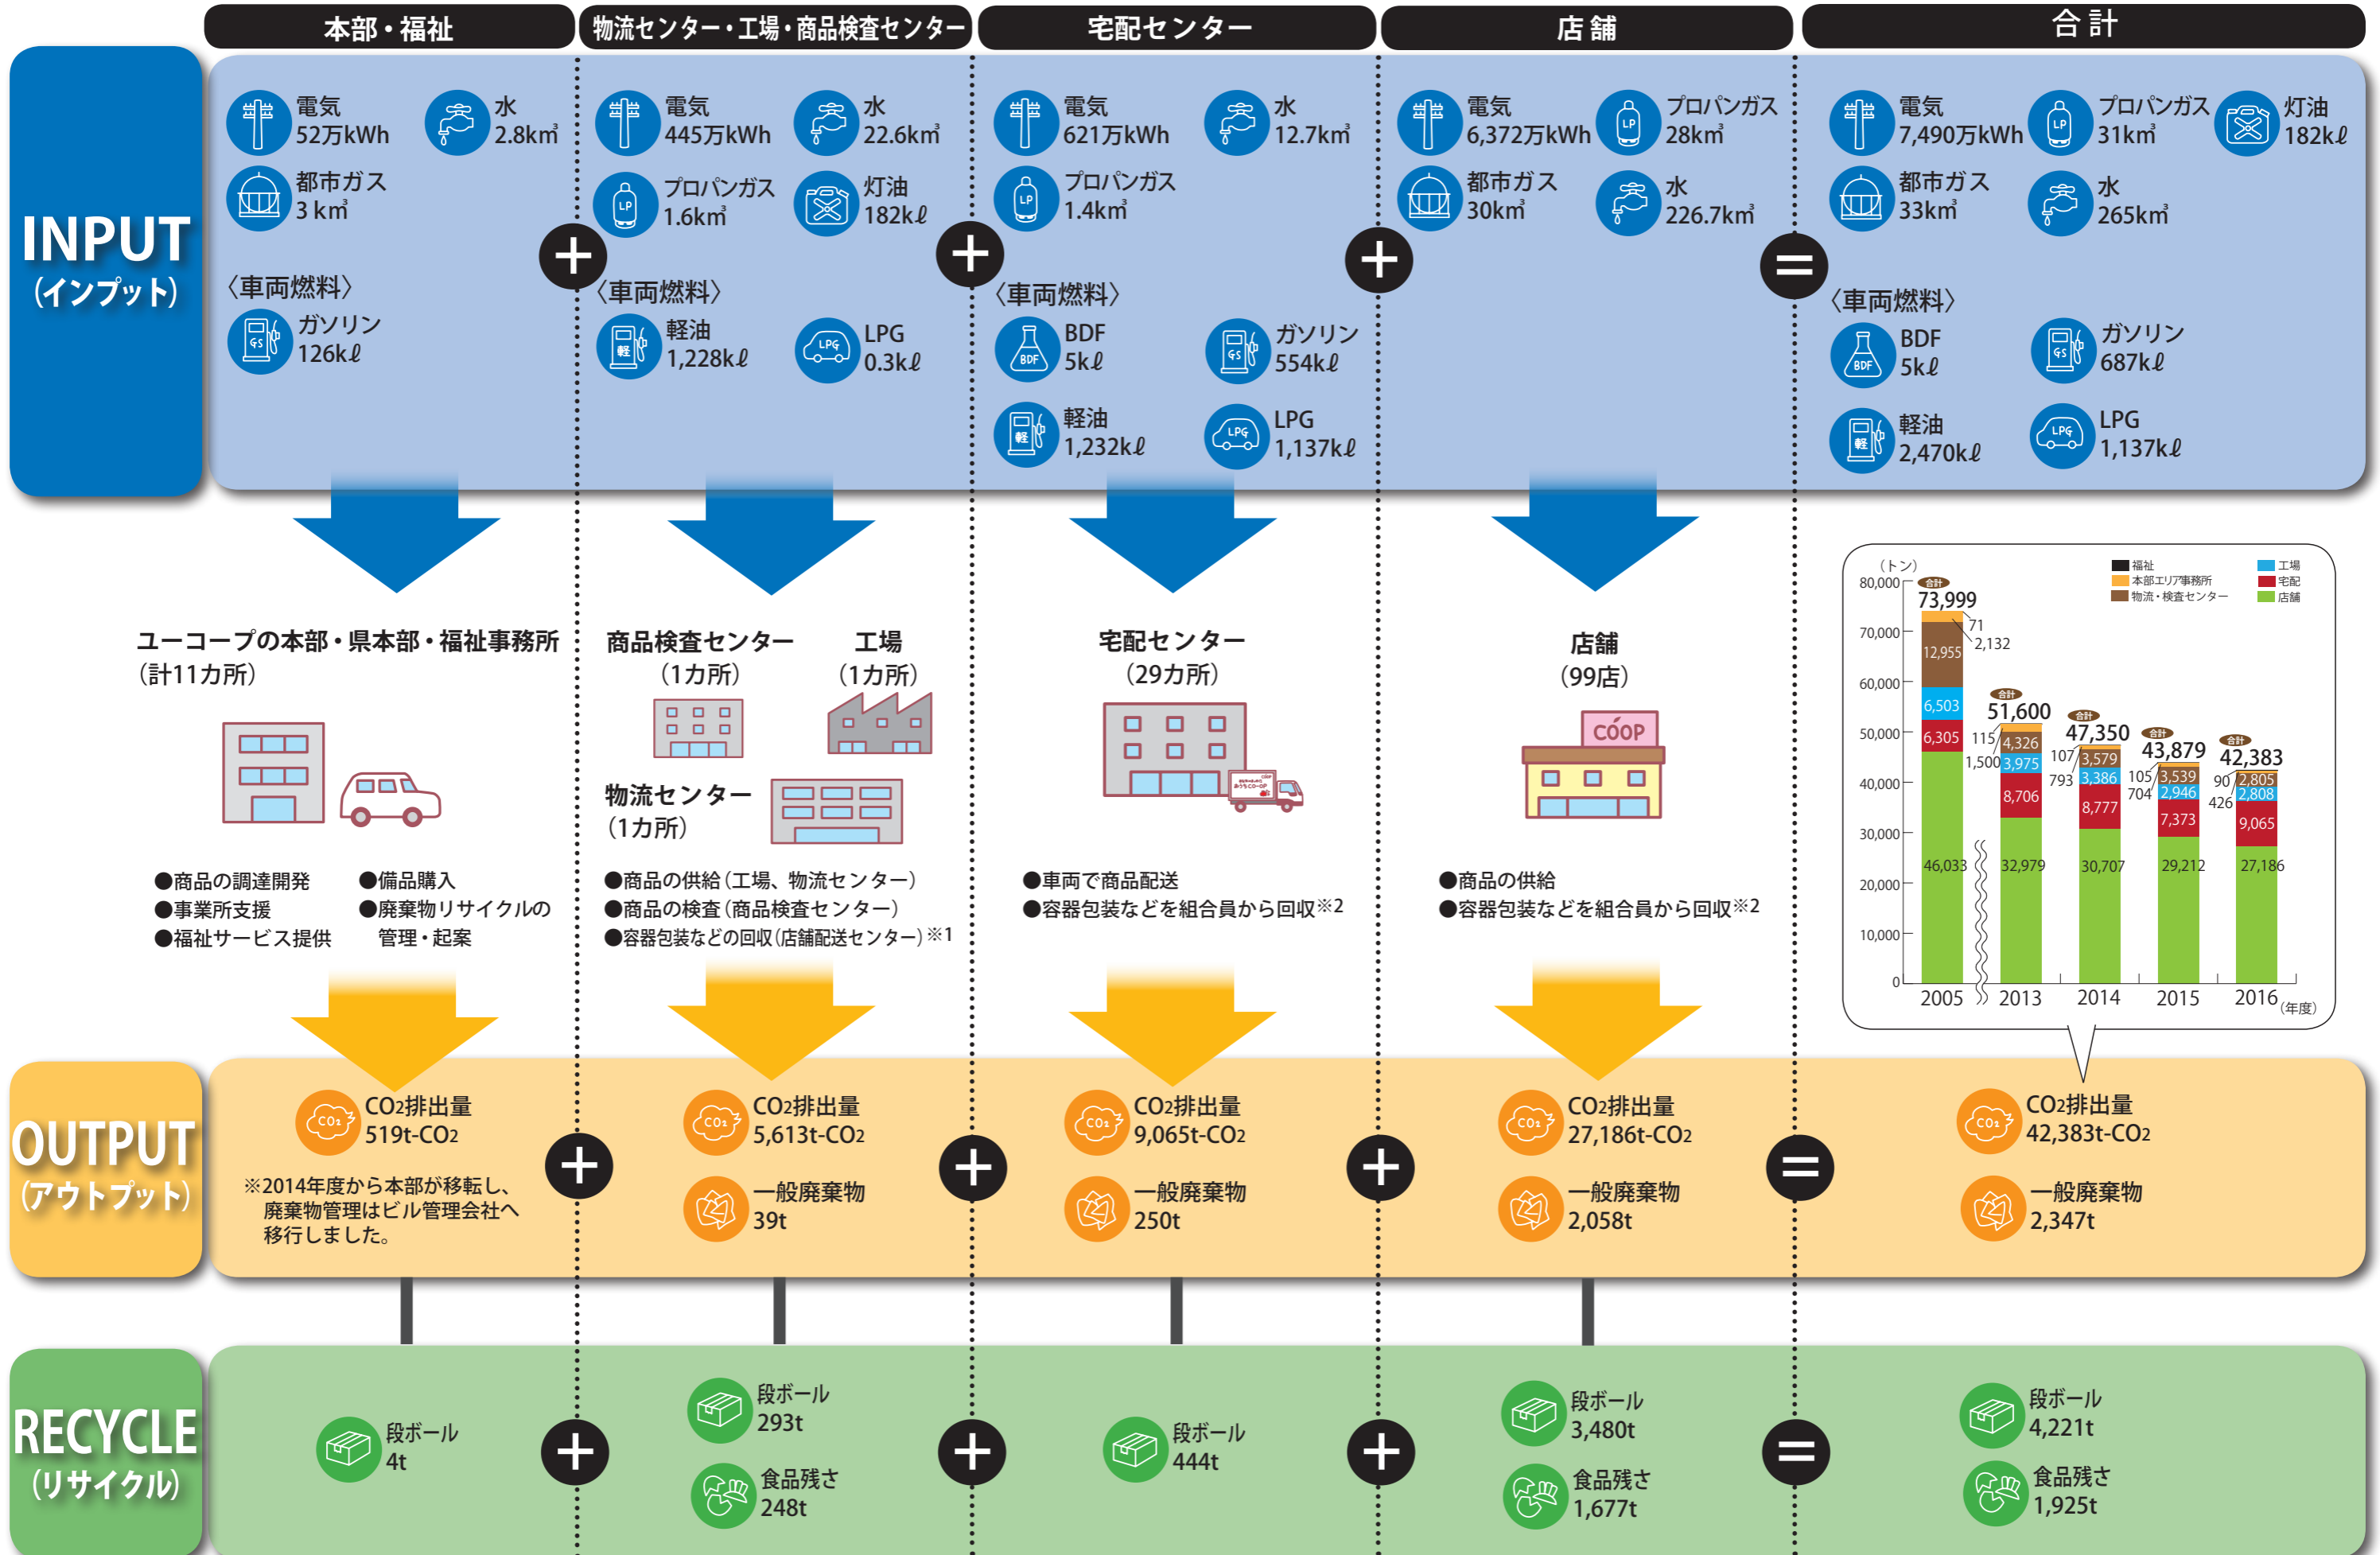 本部・福祉
物流センター・工場・商品検査センター
宅配センター
店舗
合計
INPUT
(インプット)
電気
52万kWh
水
2.8k㎥
都市ガス
3 k㎥
〈車両燃料〉
ガソリン
126kℓ
電気
445万kWh
水
22.6k㎥
プロパンガス
1.6k㎥
灯油
182kℓ
〈車両燃料〉
軽油
1,228kℓ
LPG
0.3kℓ
電気
621万kWh
水
12.7k㎥
プロパンガス
1.4k㎥
〈車両燃料〉
BDF
5kℓ
ガソリン
554kℓ
軽油
1,232kℓ
LPG
1,137kℓ
電気
6,372万kWh
プロパンガス
28k㎥
都市ガス
30k㎥
水
226.7k㎥
電気
7,490万kWh
プロパンガス
31k㎥
灯油
182kℓ
都市ガス
33k㎥
水
265k㎥
〈車両燃料〉
BDF
5kℓ
ガソリン
687kℓ
軽油
2,470kℓ
LPG
1,137kℓ
ユーコープの本部・県本部・福祉事務所
(計11カ所)
●商品の調達開発
●事業所支援
●福祉サービス提供
●備品購入
●廃棄物リサイクルの
管理・起案
商品検査センター
(1カ所)
工場
(1カ所)
物流センター
(1カ所)
●商品の供給(工場、物流センター)
●商品の検査(商品検査センター)
●容器包装などの回収(店舗配送センター)※1
宅配センター
(29カ所)
●車両で商品配送
●容器包装などを組合員から回収※2
店舗
(99店)
COOP
●商品の供給
●容器包装などを組合員から回収※2
(トン)
福祉
本部エリア事務所
物流・検査センター
工場
宅配
店舗
80,000
70,000
60,000
50,000
40,000
30,000
20,000
10,000
0
合計
73,999
71
2,132
12,955
6,503
6,305
46,033
合計
51,600
115
1,500
4,326
3,975
8,706
32,979
合計
47,350
107
793
3,579
3,386
8,777
30,707
合計
43,879
105
704
3,539
2,946
7,373
29,212
合計
42,383
90
426
2,805
2,808
9,065
27,186
2005
2013
2014
2015
2016
(年度)
OUTPUT
(アウトプット)
CO2排出量
519t-CO2
※2014年度から本部が移転し、
廃棄物管理はビル管理会社へ
移行しました。
CO2排出量
5,613t-CO2
一般廃棄物
39t
CO2排出量
9,065t-CO2
一般廃棄物
250t
CO2排出量
27,186t-CO2
一般廃棄物
2,058t
CO2排出量
42,383t-CO2
一般廃棄物
2,347t
RECYCLE
(リサイクル)
段ボール
4t
段ボール
293t
食品残さ
248t
段ボール
444t
段ボール
3,480t
食品残さ
1,677t
段ボール
4,221t
食品残さ
1,925t